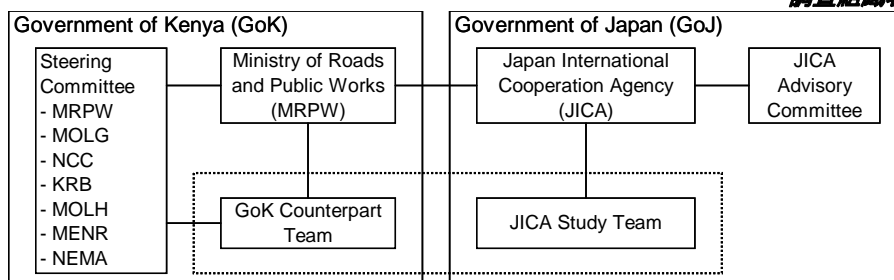 Government of Kenya (GoK)
Government of Japan (GoJ)
Steering
Committee
- MRPW
- MOLG
- NCC
- KRB
- MOLH
- MENR
- NEMA
Ministry of Roads
and Public Works
(MRPW)
Japan International
Cooperation Agency
(JICA)
JICA
Advisory
Committee
GoK Counterpart
Team
JICA Study Team